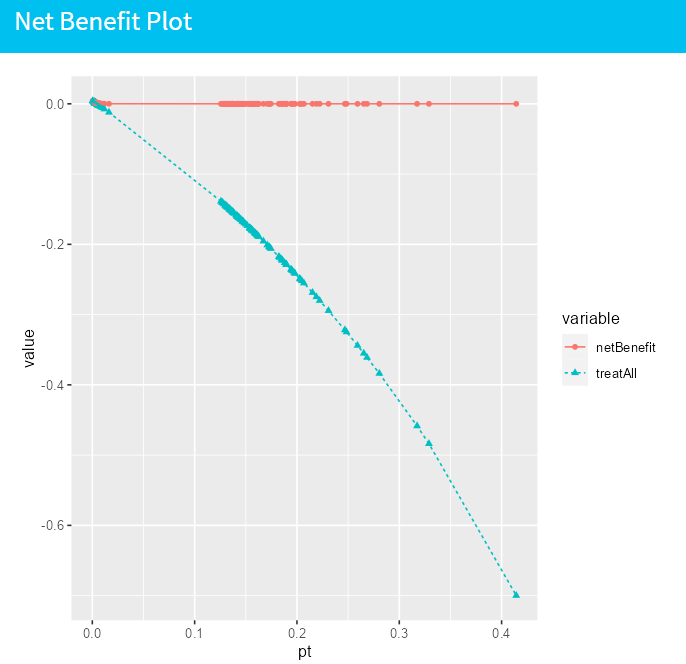 Net Benefit Plot
0.0
-0.2
-0.4
-0.6
value
0.0 0.1 0.2 0.3 0.4
pt
variable
netBenefit
treatAll